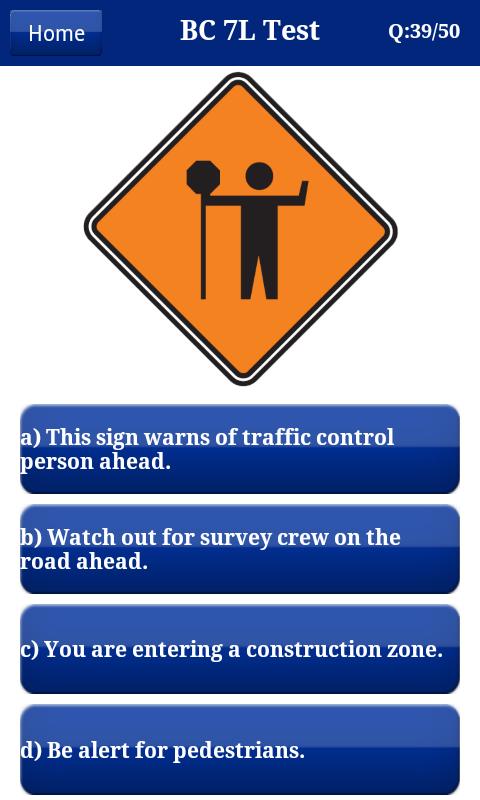 Home
BC 7L Test
Q:39/50
a) This sign warns of traffic control
person ahead.
b) Watch out for survey crew on the
road ahead.
c) You are entering a construction zone.
d) Be alert for pedestrians.